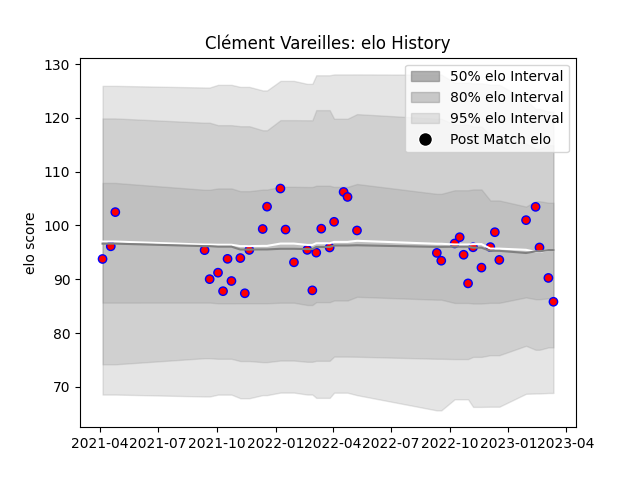 Clément Vareilles: elo History
130
120
110
100
90
80
70
elo score
50% elo Interval
80% elo Interval
95% elo Interval
Post Match elo
2021-04 2021-07 2021-10 2022-01 2022-04 2022-07 2022-10 2023-01 2023-04